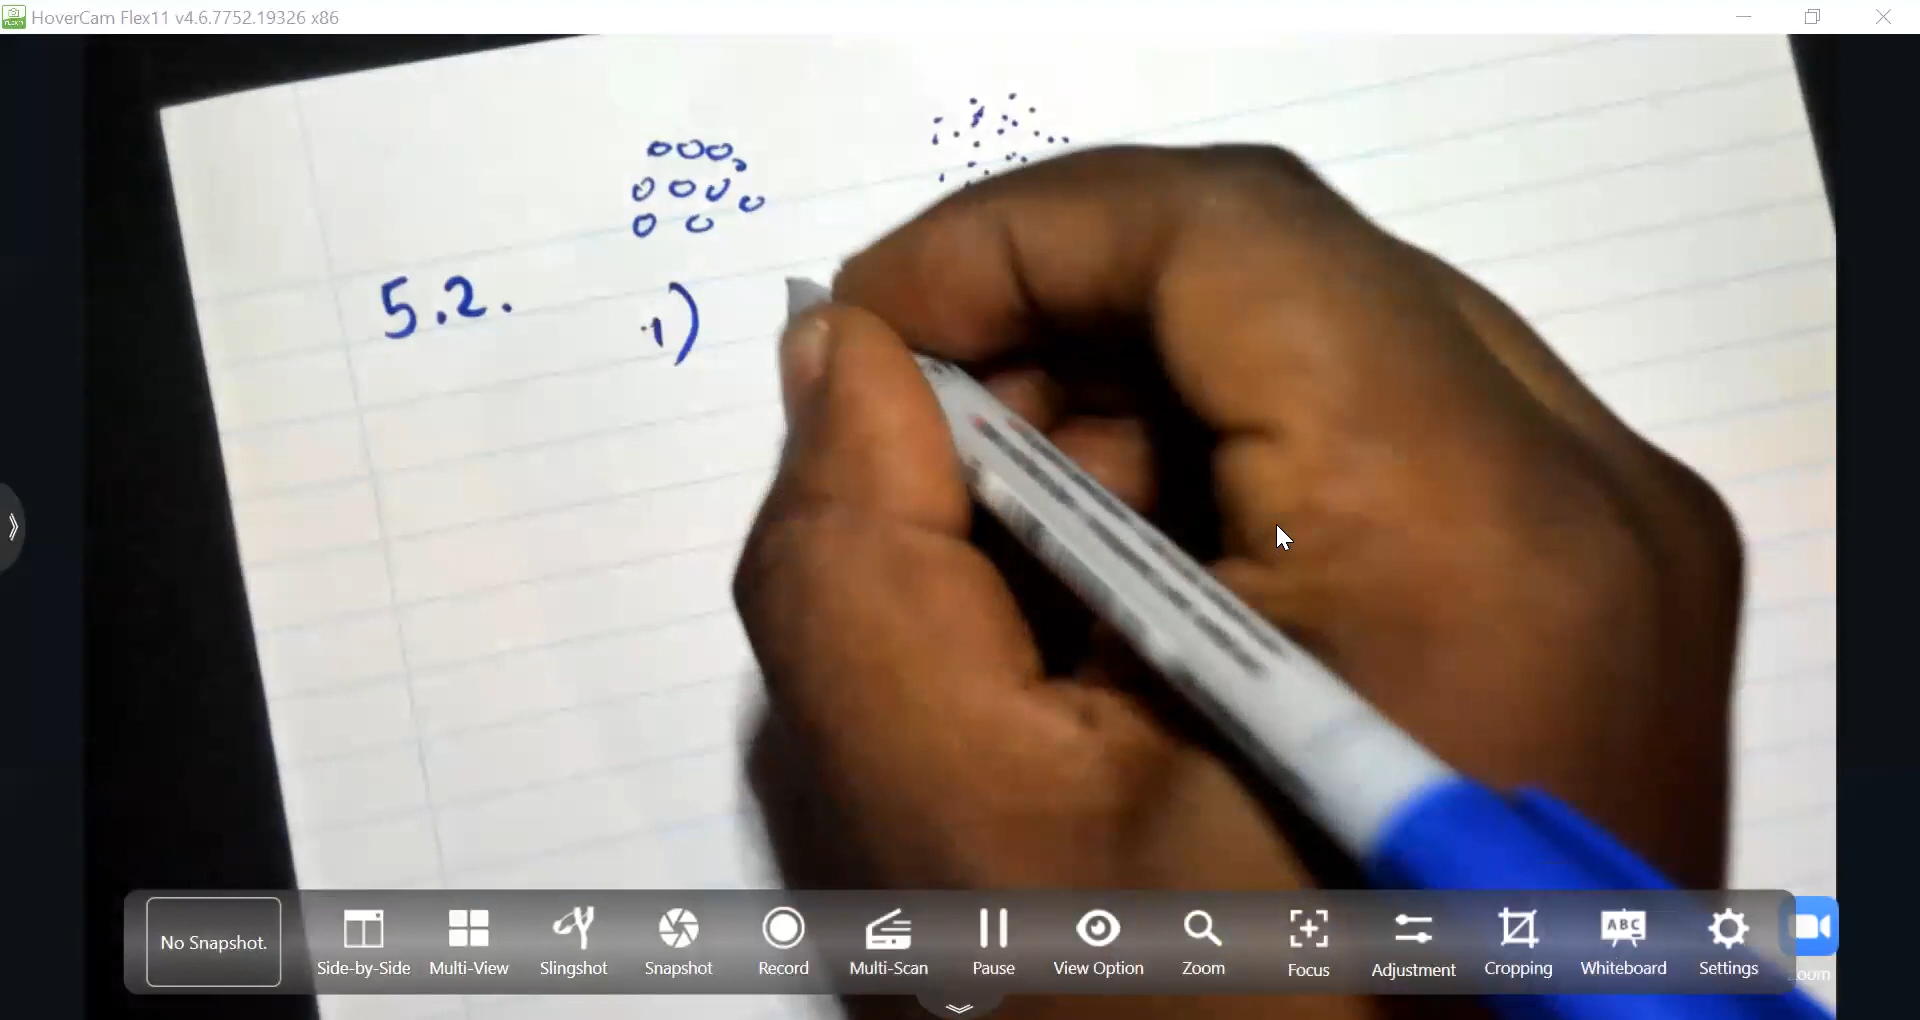 HoverCam Flex11 v4.6.7752.19326 x86
5.2. 1)
No Snapshot.
Side-by-Side Multi-View Slingshot Snapshot Record Multi-Scan Pause View Option Zoom Focus Adjustment Cropping ABC Whiteboard Settings